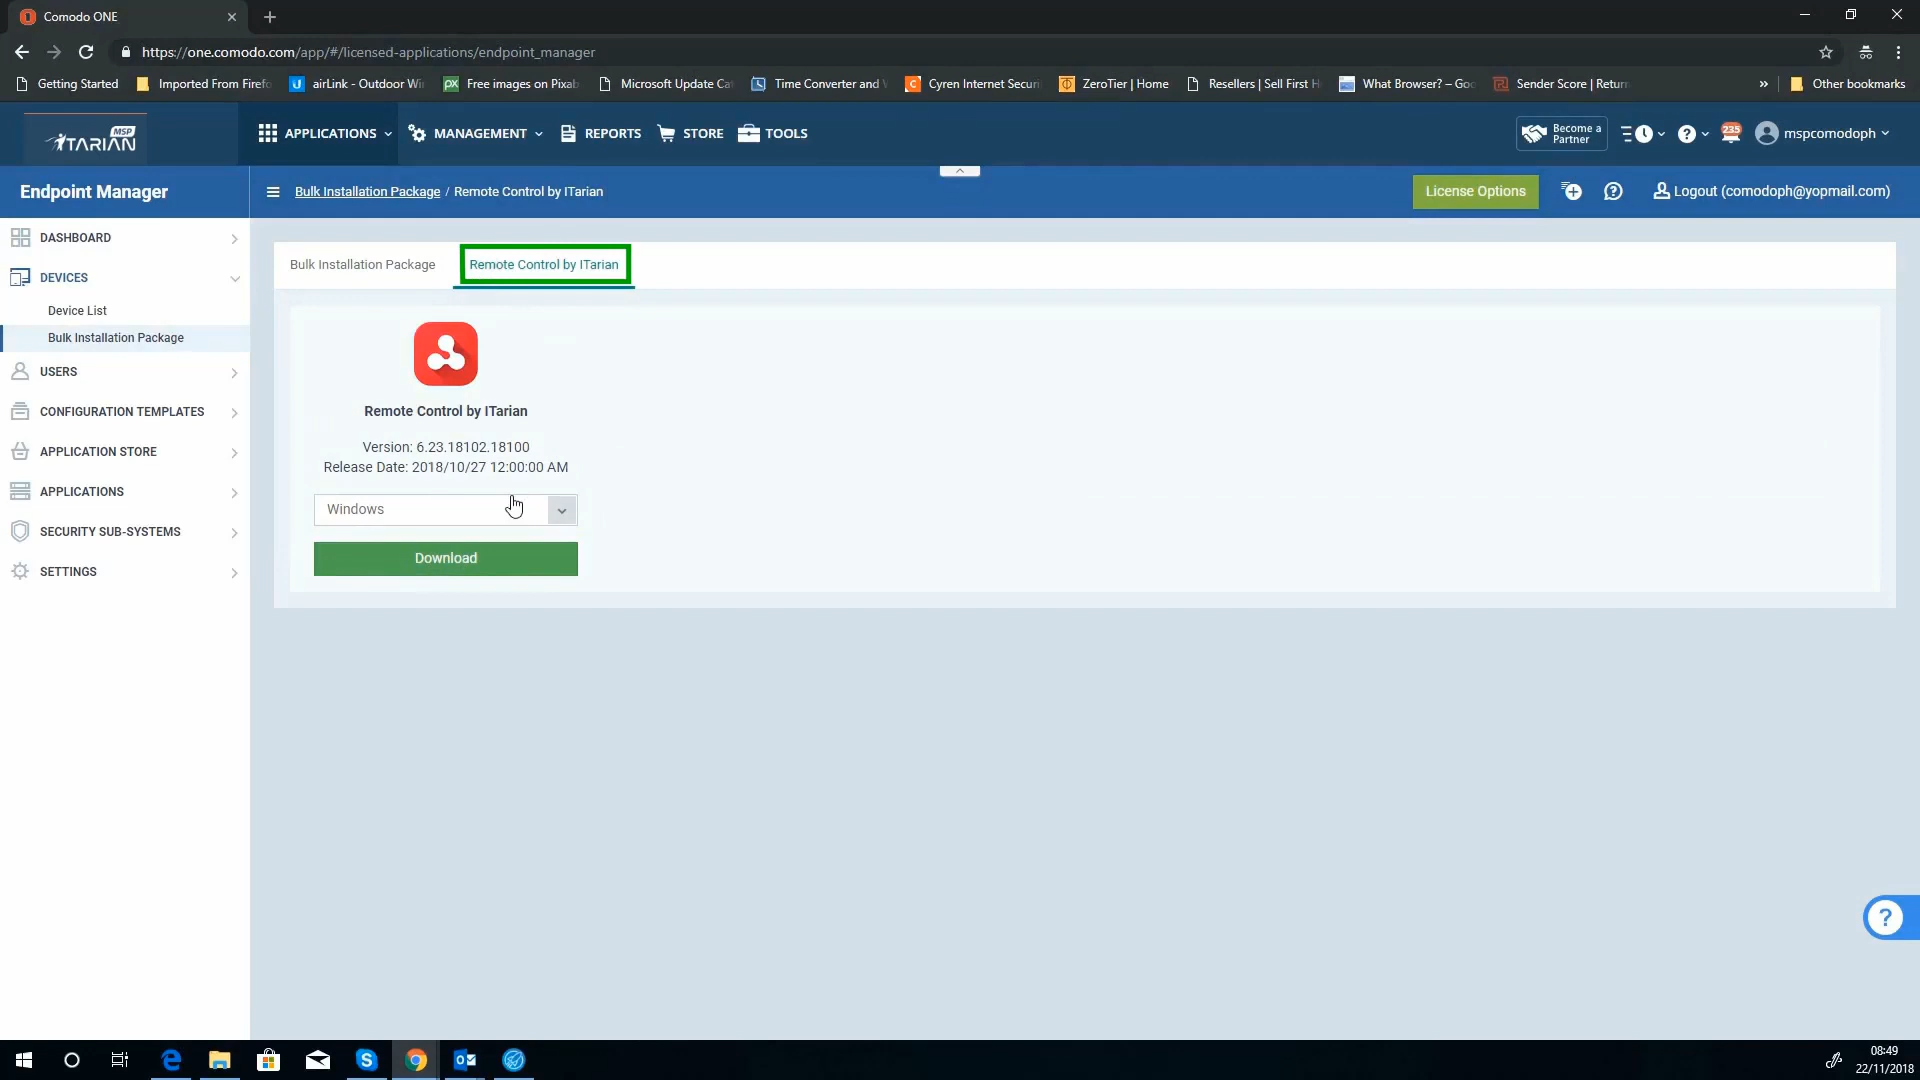 Comodo ONE
https://one.comodo.com/app/#/licensed-applications/endpoint_manager
Getting Started
Imported From Firefo
airLink - Outdoor Wi
Free images on Pixab
Microsoft Update Cat
Time Converter and
Cyren Internet Securi
ZeroTier | Home
Resellers | Sell First
What Browser? – Goo
Sender Score | Return
»
Other bookmarks
ITARIAN MSP
APPLICATIONS
MANAGEMENT
REPORTS
STORE
TOOLS
Become a
Partner
235
mspcomodoph
Endpoint Manager
Bulk Installation Package / Remote Control by ITarian
License Options
Logout (comodoph@yopmail.com)
DASHBOARD
DEVICES
Device List
Bulk Installation Package
USERS
CONFIGURATION TEMPLATES
APPLICATION STORE
APPLICATIONS
SECURITY SUB-SYSTEMS
SETTINGS
Bulk Installation Package
Remote Control by ITarian
Remote Control by ITarian
Version: 6.23.18102.18100
Release Date: 2018/10/27 12:00:00 AM
Windows
Download
?
08:49
22/11/2018